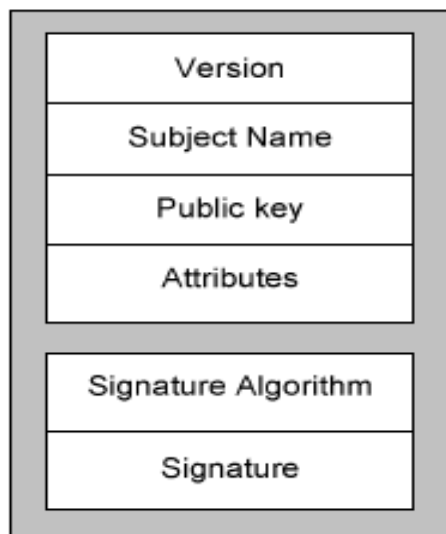 Version
Subject Name
Public key
Attributes
Signature Algorithm
Signature